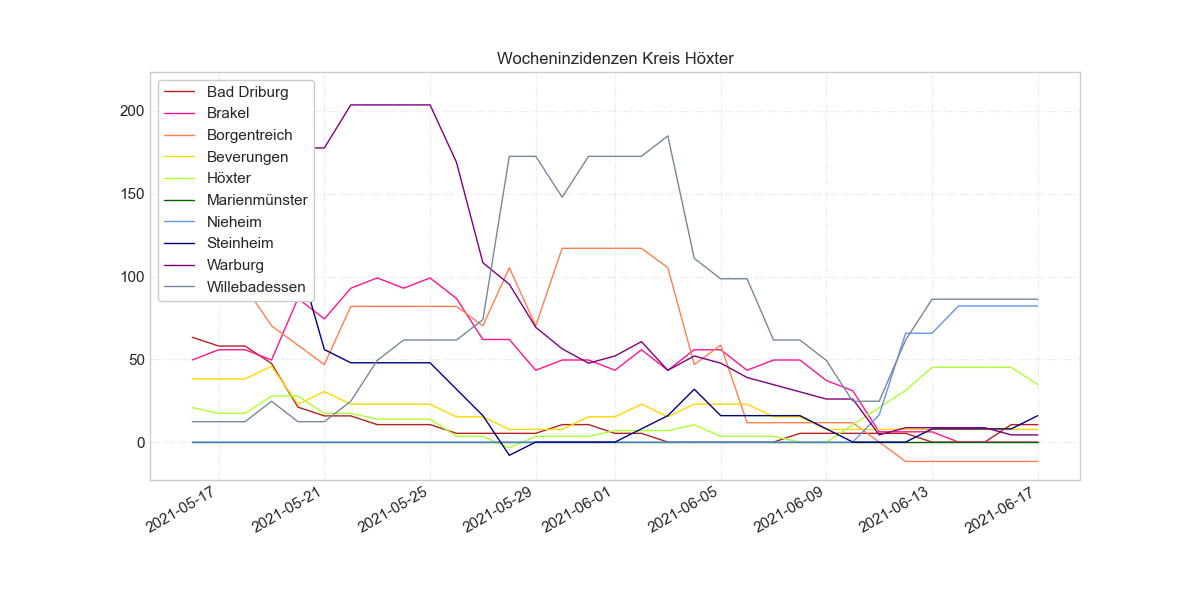 Wocheninzidenzen Kreis Höxter
Bad Driburg
Brakel
Borgentreich
Beverungen
Höxter
Marienmünster
Nieheim
Steinheim
Warburg
Willebadessen
200
150
100
50
0
2021-05-17
2021-05-21
2021-05-25
2021-05-29
2021-06-01
2021-06-05
2021-06-09
2021-06-13
2021-06-17